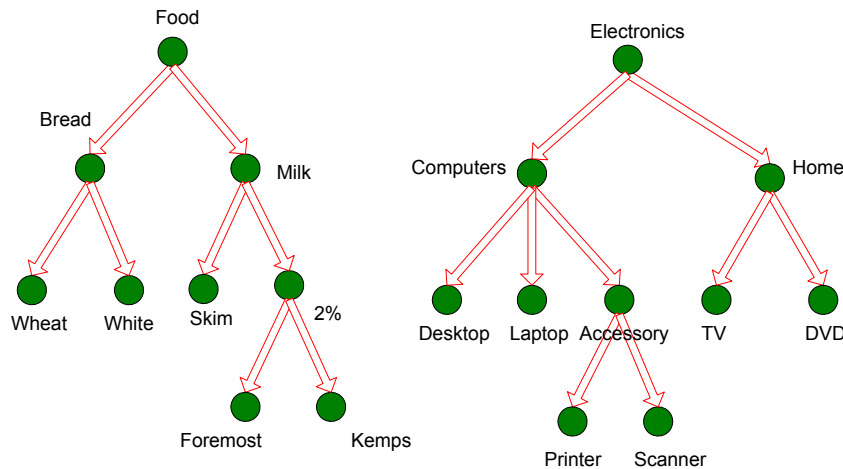 Food
Electronics
Bread
Milk
Computers
Home
Wheat
White
Skim
2%
Desktop
Laptop
Accessory
TV
DVD
Foremost
Kemps
Printer
Scanner